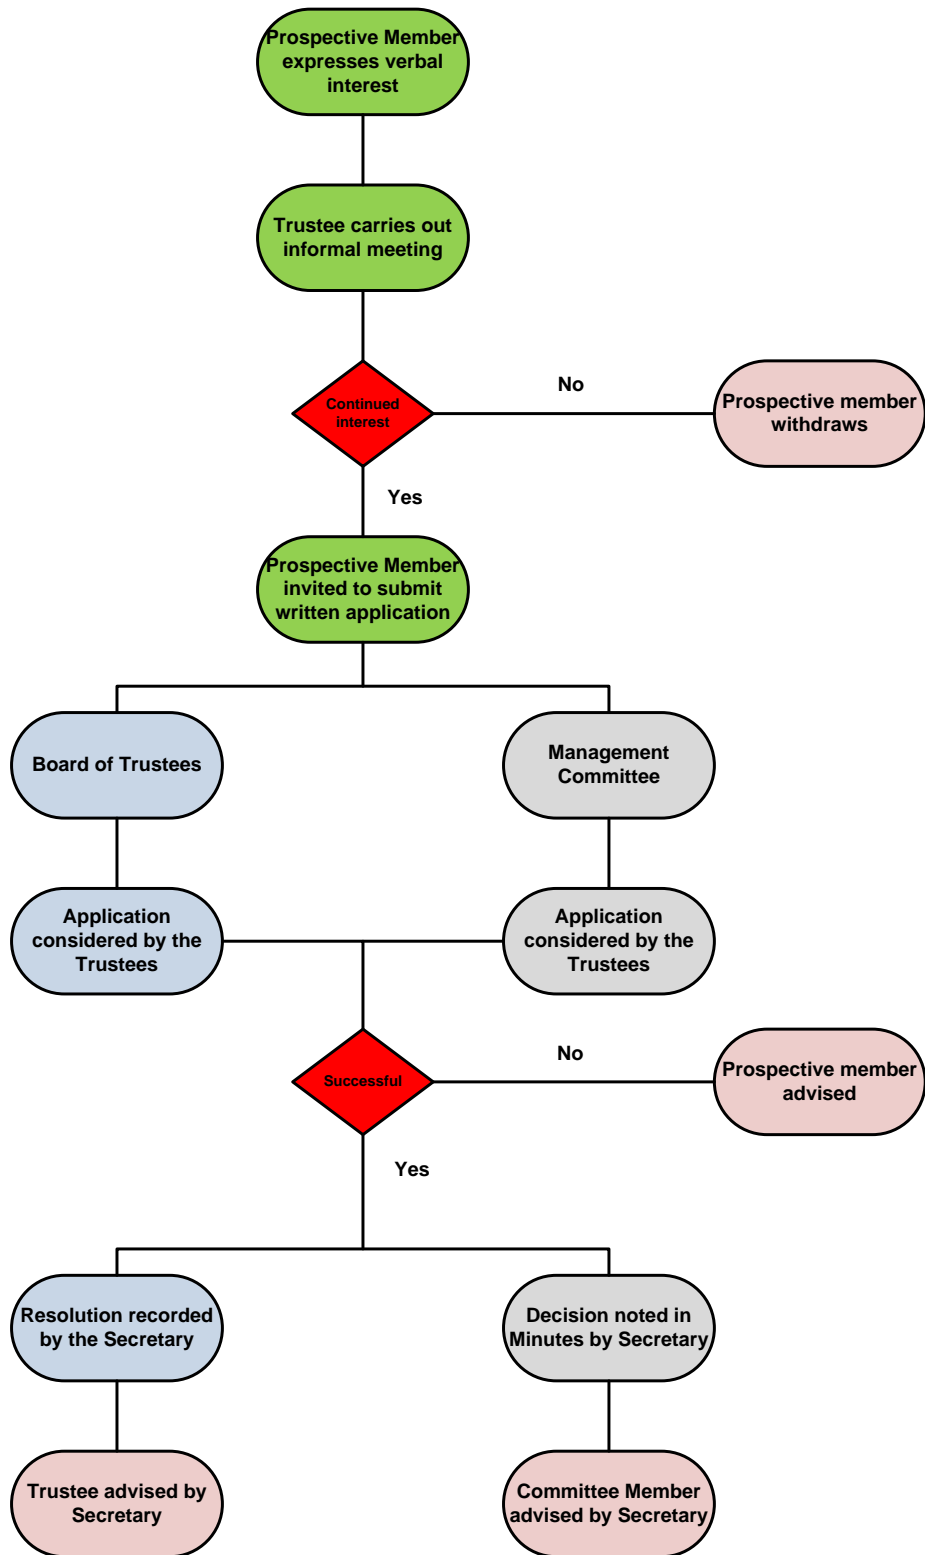 Prospective Member
expresses verbal
interest
Trustee carries out
informal meeting
Continued
interest
No
Prospective member
withdraws
Yes
Prospective Member
invited to submit
written application
Board of Trustees
Management
Committee
Application
considered by the
Trustees
Application
considered by the
Trustees
Successful
No
Prospective member
advised
Yes
Resolution recorded
by the Secretary
Decision noted in
Minutes by Secretary
Trustee advised by
Secretary
Committee Member
advised by Secretary